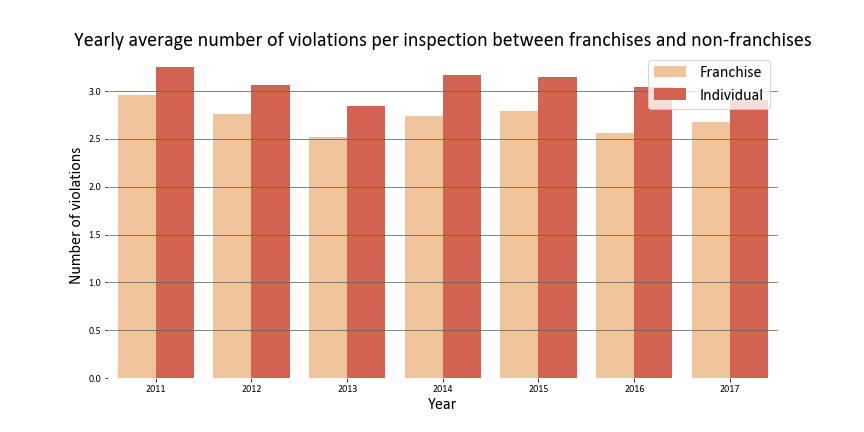 Yearly average number of violations per inspection between franchises and non-franchises
Franchise
Individual
Number of violations
3.0
2.5
2.0
1.5
1.0
0.5
0.0
2011 2012 2013 2014 2015 2016 2017
Year